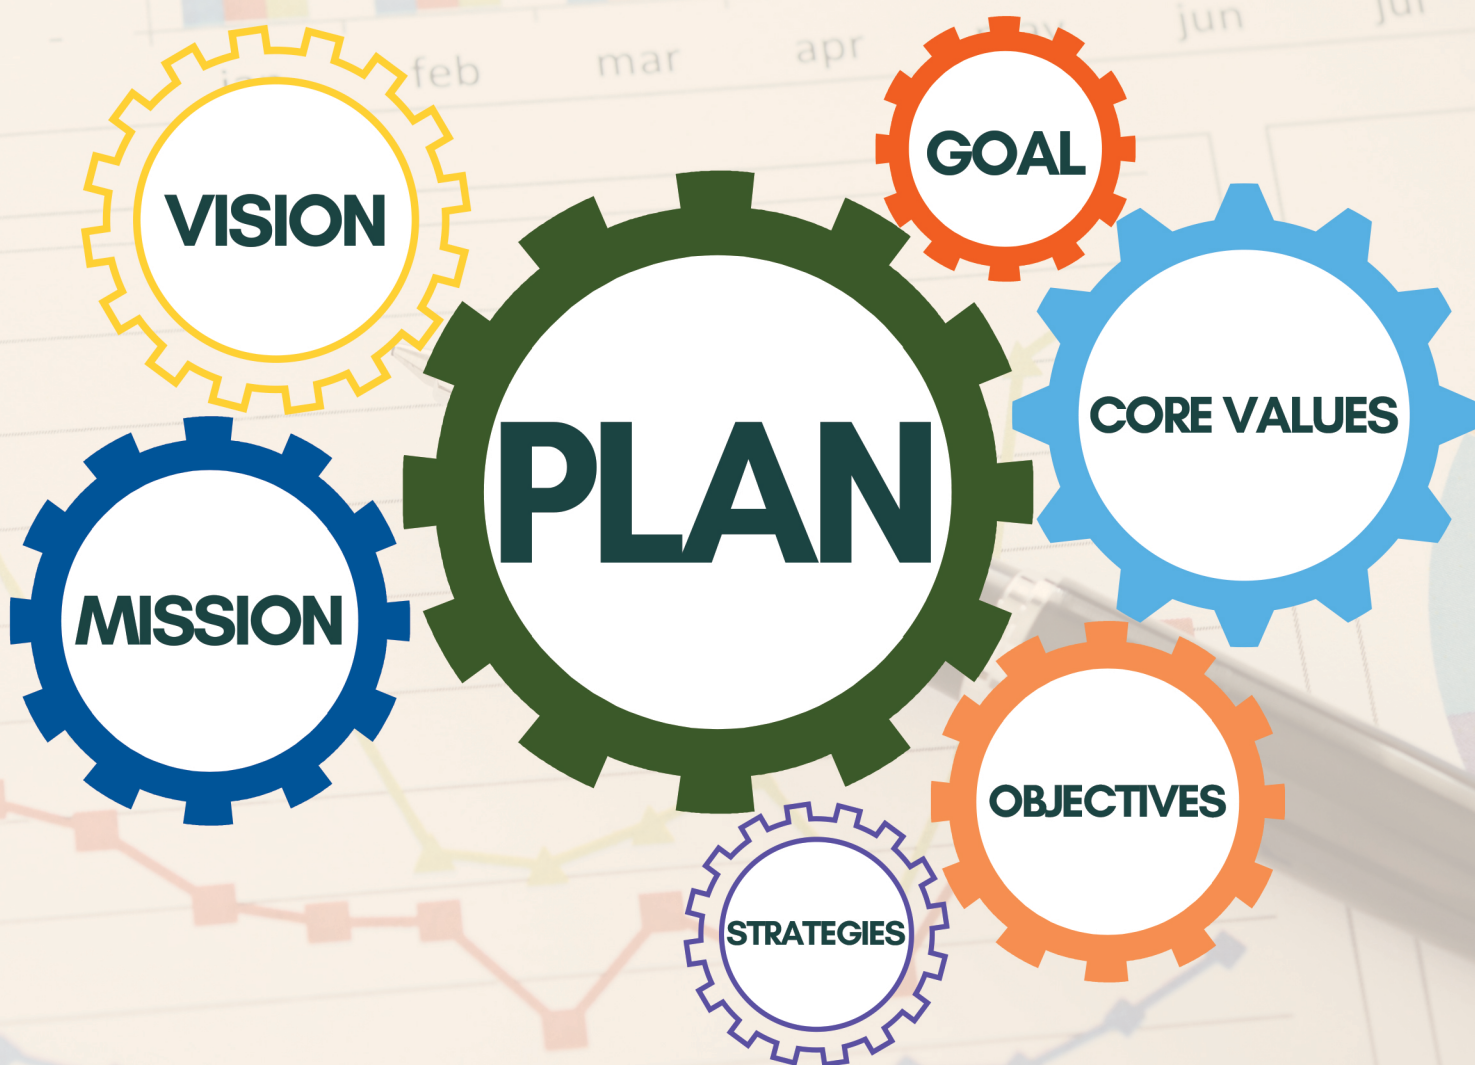 feb
mar
apr
jun
VISION
GOAL
PLAN
CORE VALUES
MISSION
OBJECTIVES
STRATEGIES